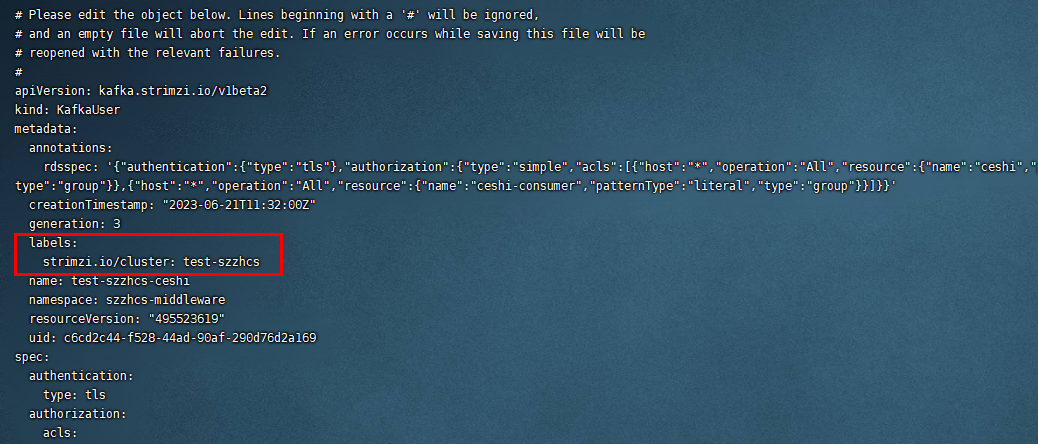 # Please edit the object below. Lines beginning with a '#' will be ignored,
# and an empty file will abort the edit. If an error occurs while saving this file will be
# reopened with the relevant failures.
#
apiVersion: kafka.strimzi.io/v1beta2
kind: KafkaUser
metadata:
  annotations:
    rdsspec: '{"authentication":{"type":"tls"},"authorization":{"type":"simple","acls":[{"host":"*","operation":"All","resource":{"name":"ceshi","
type":"group"}},{"host":"*","operation":"All","resource":{"name":"ceshi-consumer","patternType":"literal","type":"group"}}]}}'
  creationTimestamp: "2023-06-21T11:32:00Z"
  generation: 3
  labels:
    strimzi.io/cluster: test-szzhcs
  name: test-szzhcs-ceshi
  namespace: szzhcs-middleware
  resourceVersion: "495523619"
  uid: c6cd2c44-f528-44ad-90af-290d76d2a169
spec:
  authentication:
    type: tls
  authorization:
    acls: